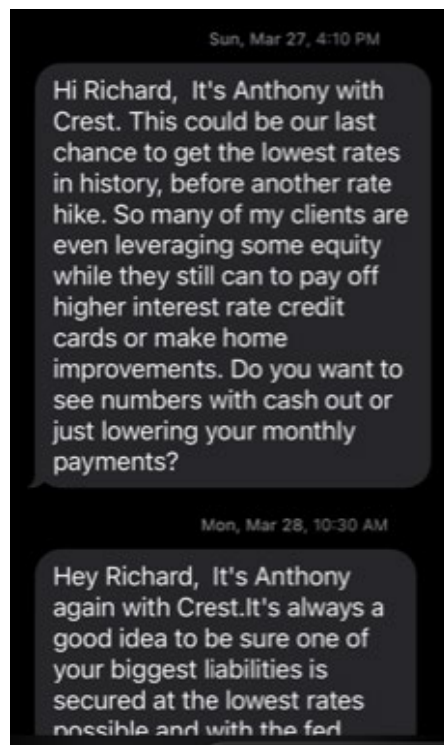 Sun, Mar 27, 4:10 PM
Hi Richard,  It's Anthony with
Crest. This could be our last
chance to get the lowest rates
in history, before another rate
hike. So many of my clients are
even leveraging some equity
while they still can to pay off
higher interest rate credit
cards or make home
improvements. Do you want to
see numbers with cash out or
just lowering your monthly
payments?
Mon, Mar 28, 10:30 AM
Hey Richard,  It's Anthony
again with Crest.It's always a
good idea to be sure one of
your biggest liabilities is
secured at the lowest rates
possible and with the fed